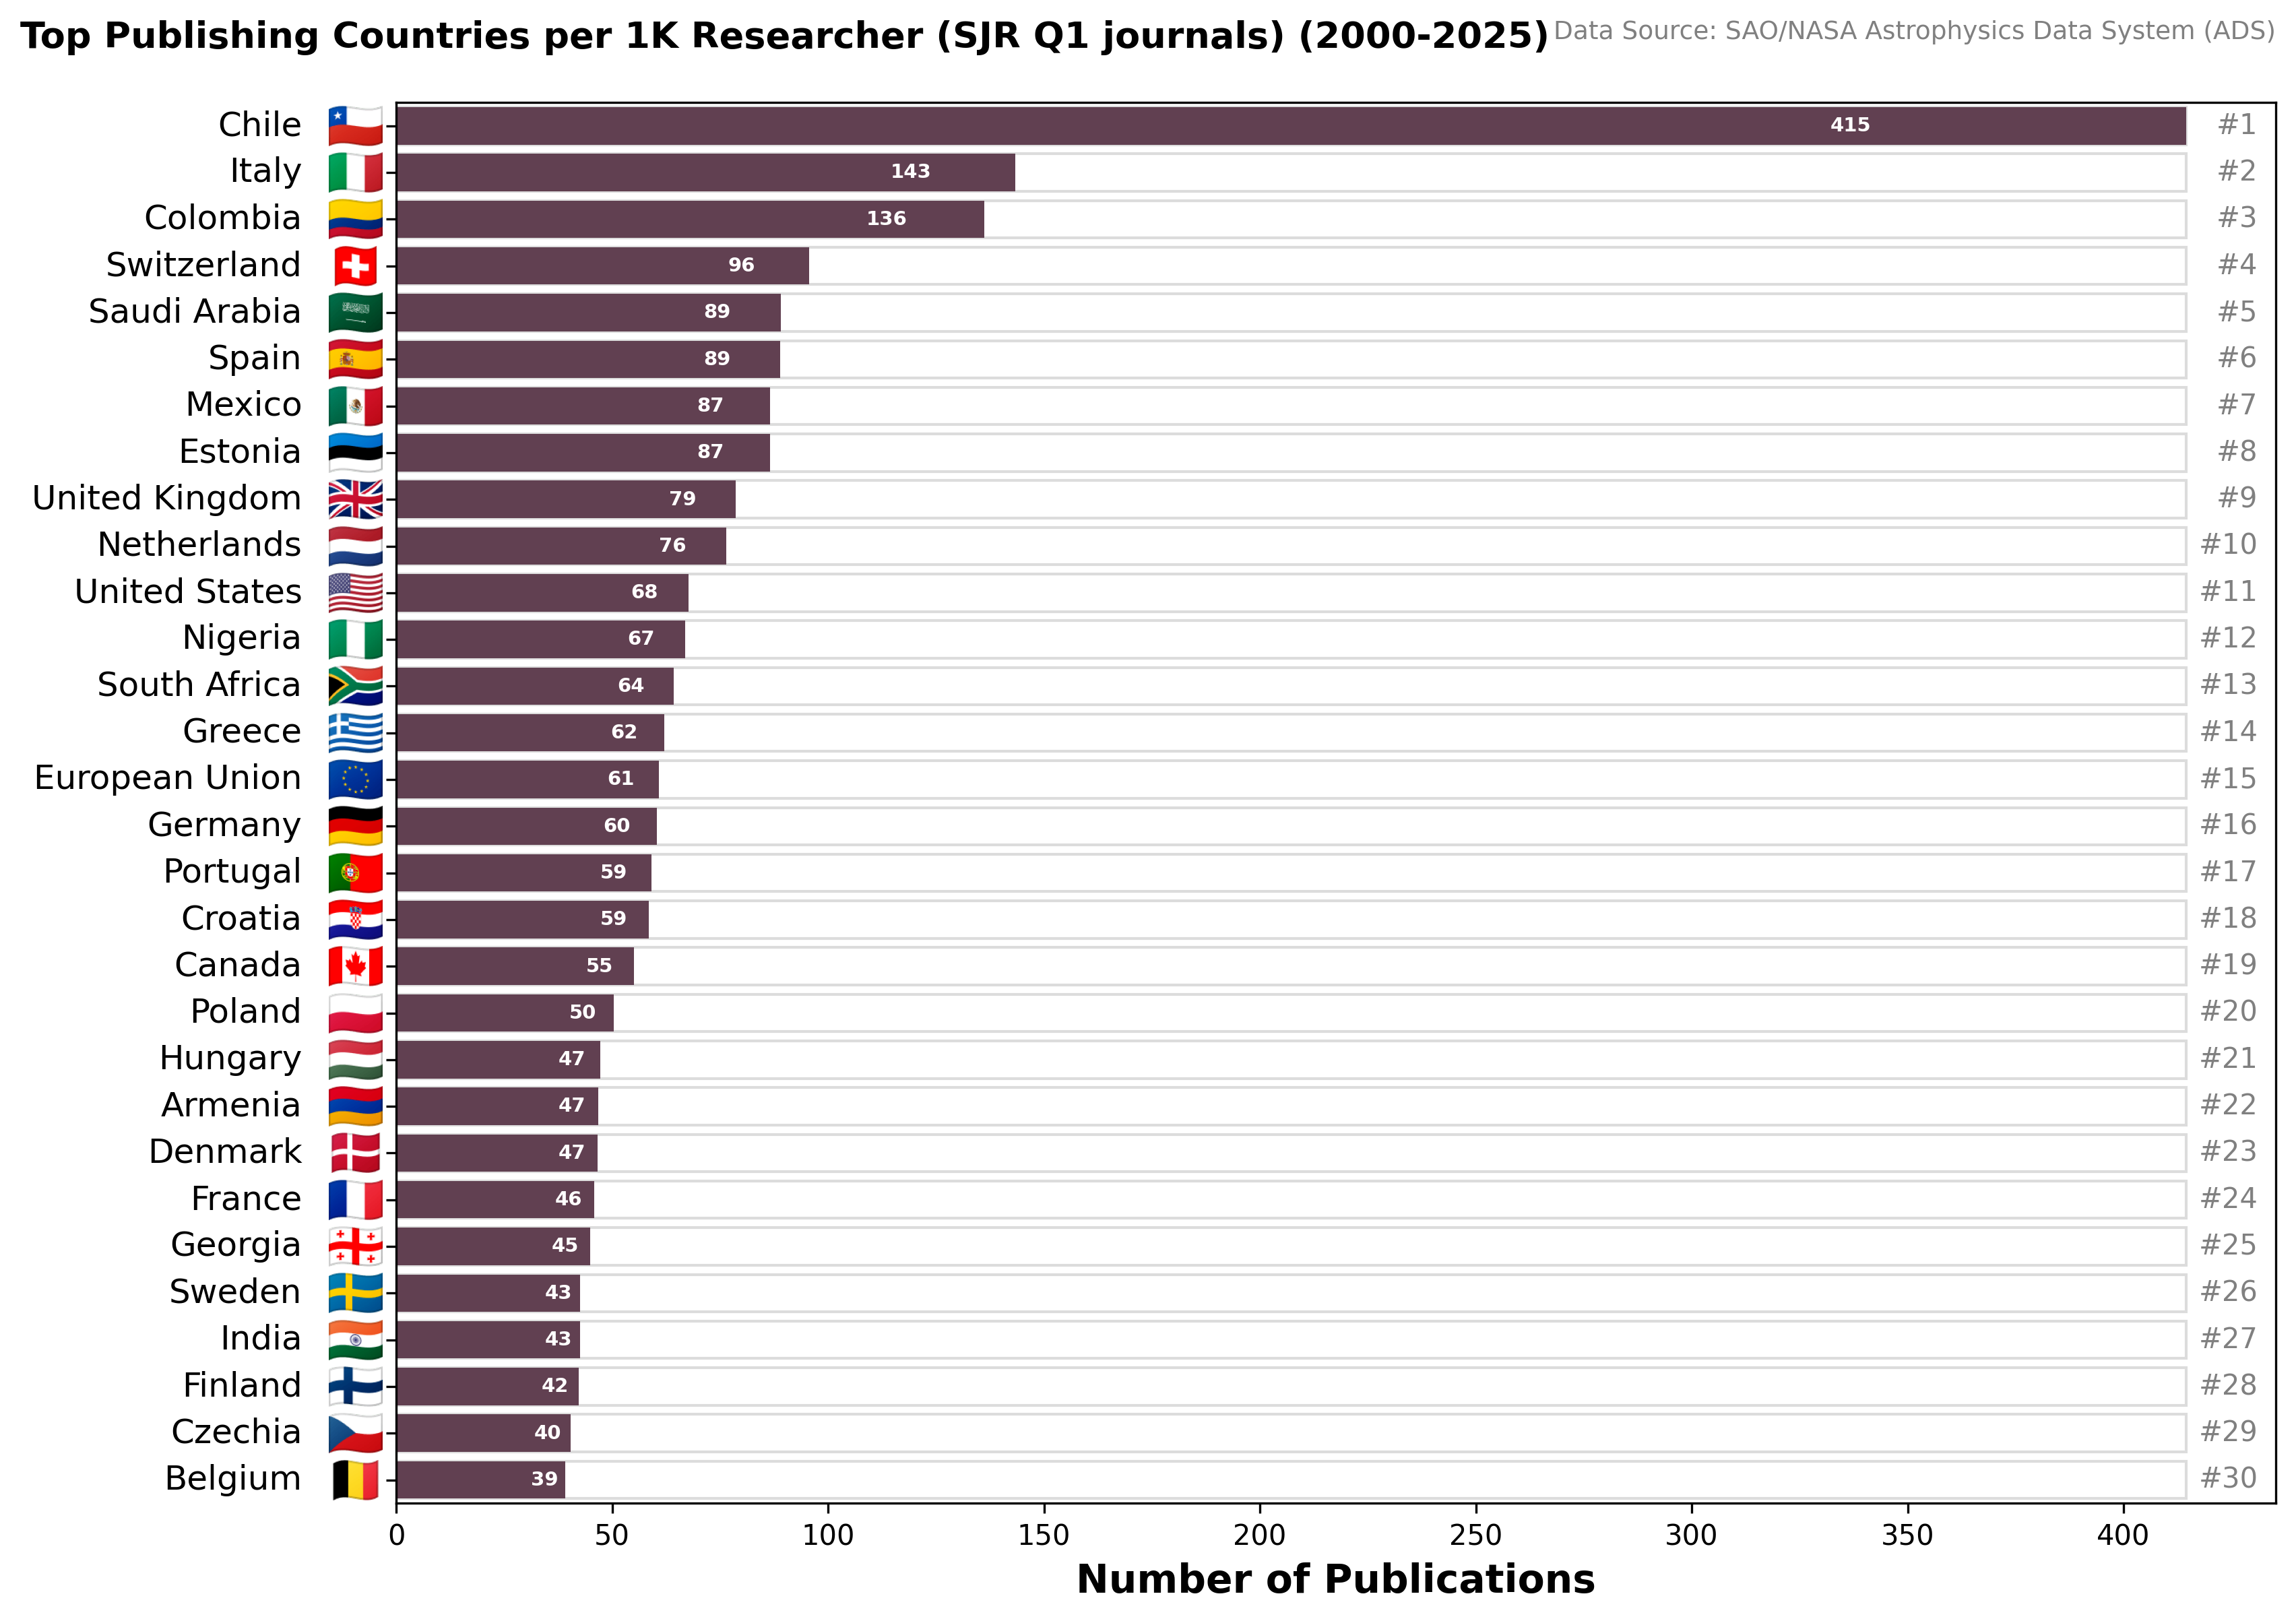 Top Publishing Countries per 1K Researcher (SJR Q1 journals) (2000-2025) Data Source: SAO/NASA Astrophysics Data System (ADS)
Chile 415 #1
Italy 143 #2
Colombia 136 #3
Switzerland 96 #4
Saudi Arabia 89 #5
Spain 89 #6
Mexico 87 #7
Estonia 87 #8
United Kingdom 79 #9
Netherlands 76 #10
United States 68 #11
Nigeria 67 #12
South Africa 64 #13
Greece 62 #14
European Union 61 #15
Germany 60 #16
Portugal 59 #17
Croatia 59 #18
Canada 55 #19
Poland 50 #20
Hungary 47 #21
Armenia 47 #22
Denmark 47 #23
France 46 #24
Georgia 45 #25
Sweden 43 #26
India 43 #27
Finland 42 #28
Czechia 40 #29
Belgium 39 #30
0 50 100 150 200 250 300 350 400
Number of Publications